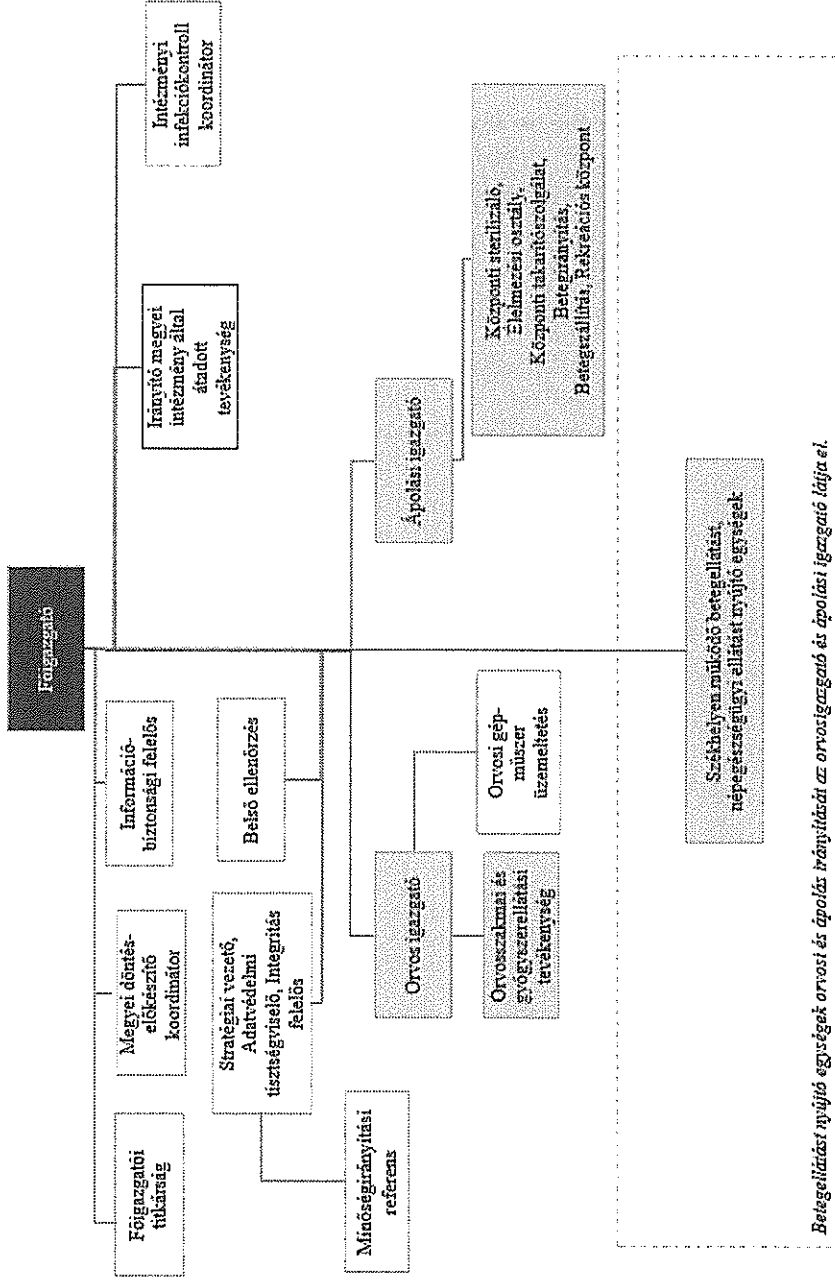 Főigazgató
Főigazgatói
titkárság
Megyei döntés-
előkészítő
koordinátor
Információ-
biztonsági felelős
Irányító megyei
intézmény által
átadott
tevékenység
Intézményi
infekciókontroll
koordinátor
Stratégiai vezető,
Adatvédelmi
tisztségviselő, Integritás
felelős
Belső ellenőrzés
Minőségirányítási
referens
Orvos igazgató
Ápolási igazgató
Orvosszakmai és
gyógyszerellátási
tevékenység
Orvosi gép-
műszer
üzemeltetés
Központi sterilizáló,
Élelmezési osztály,
Központi takarítószolgálat,
Betegirányítás,
Betegszállítás, Rekreációs központ
Székhelyen működő betegellátást,
népegészségügyi ellátást nyújtó egységek
Betegellátást nyújtó egységek orvosi és ápolás irányítását az orvosigazgató és ápolási igazgató látja el.